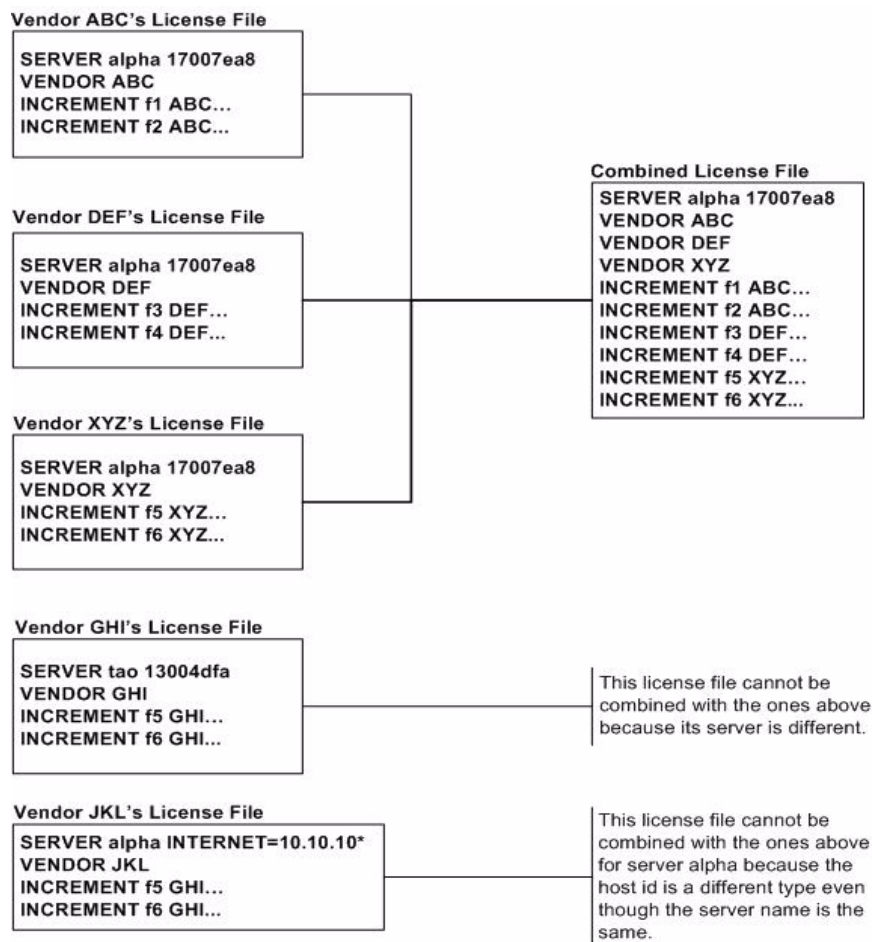 Vendor ABC's License File
SERVER alpha 17007ea8
VENDOR ABC
INCREMENT f1 ABC...
INCREMENT f2 ABC...
Vendor DEF's License File
SERVER alpha 17007ea8
VENDOR DEF
INCREMENT f3 DEF...
INCREMENT f4 DEF...
Vendor XYZ's License File
SERVER alpha 17007ea8
VENDOR XYZ
INCREMENT f5 XYZ...
INCREMENT f6 XYZ...
Combined License File
SERVER alpha 17007ea8
VENDOR ABC
VENDOR DEF
VENDOR XYZ
INCREMENT f1 ABC...
INCREMENT f2 ABC...
INCREMENT f3 DEF...
INCREMENT f4 DEF...
INCREMENT f5 XYZ...
INCREMENT f6 XYZ...
Vendor GHI's License File
SERVER tao 13004dfa
VENDOR GHI
INCREMENT f5 GHI...
INCREMENT f6 GHI...
This license file cannot be
combined with the ones above
because its server is different.
Vendor JKL's License File
SERVER alpha INTERNET=10.10.10*
VENDOR JKL
INCREMENT f5 GHI...
INCREMENT f6 GHI...
This license file cannot be
combined with the ones above
for server alpha because the
host id is a different type even
though the server name is the
same.